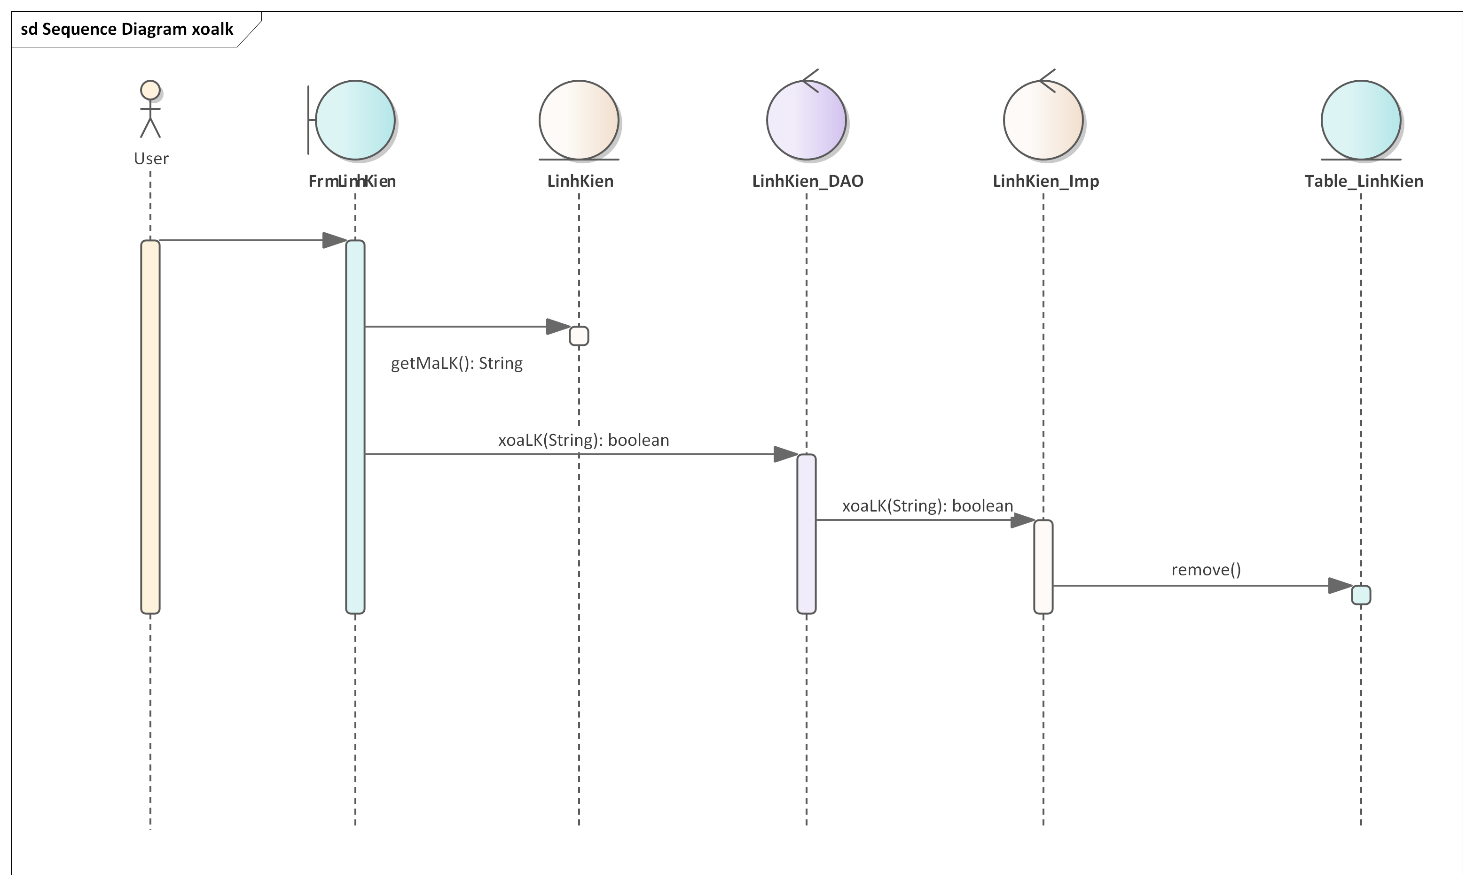 sd Sequence Diagram xoalk
User
FrmLinhKien
LinhKien
LinhKien_DAO
LinhKien_Imp
Table_LinhKien
getMaLK(): String
xoaLK(String): boolean
xoaLK(String): boolean
remove()